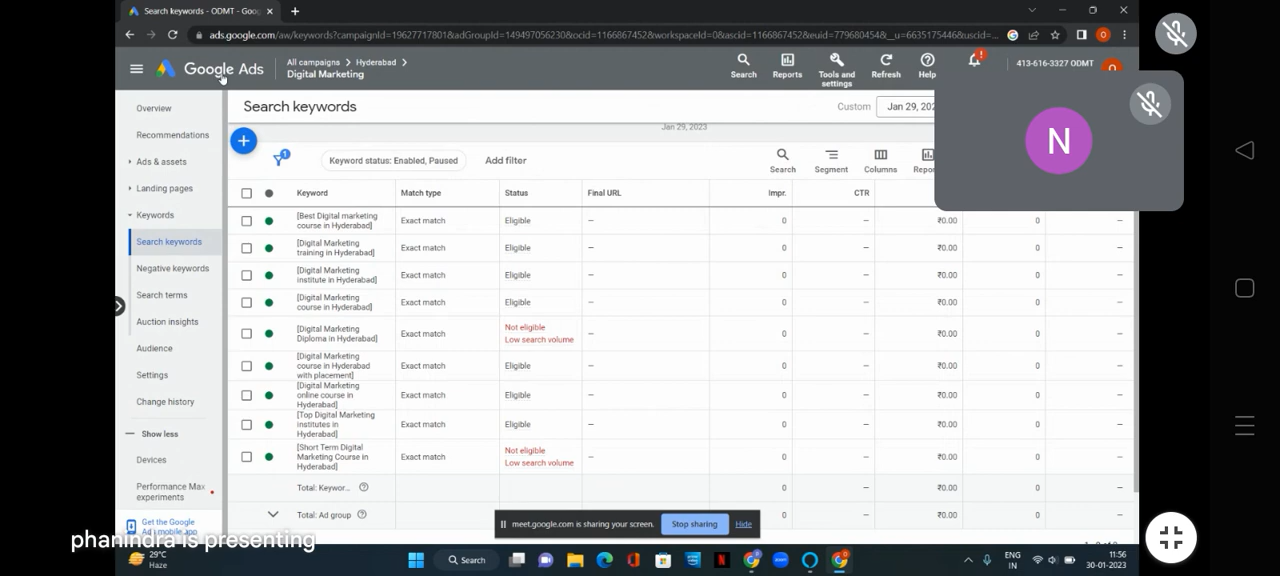 Search keywords - ODMT - Goo
ads.google.com/aw/keywords?campaignId=19627717801&adGroupId=149497056230&ocid=1166862447&workspaceId=0&ascid=1166862447&euid=779680454&__u=6635175446&uscid=...
Google Ads
All campaigns
Hyderabad
Digital Marketing
Search
Reports
Tools and settings
Refresh
Help
413-616-3327 ODMT
Overview
Recommendations
Ads & assets
Landing pages
Keywords
Search keywords
Negative keywords
Search terms
Auction insights
Audience
Settings
Change history
Show less
Devices
Performance Max
experiments
Get the Google
Search keywords
Custom
Jan 29, 202
Jan 29, 2023
1
Keyword status: Enabled, Paused
Add filter
Search
Segment
Columns
Repor
N
Keyword Match type Status Final URL Impr. CTR
[Best Digital marketing
course in Hyderabad] Exact match Eligible – 0 – ₹0.00 0 –
[Digital Marketing
training in Hyderabad] Exact match Eligible – 0 – ₹0.00 0 –
[Digital Marketing
institute in Hyderabad] Exact match Eligible – 0 – ₹0.00 0 –
[Digital Marketing
course in Hyderabad] Exact match Eligible – 0 – ₹0.00 0 –
[Digital Marketing
Diploma in Hyderabad] Exact match Not eligible
Low search volume – 0 – ₹0.00 0 –
[Digital Marketing
course in Hyderabad
with placement] Exact match Eligible – 0 – ₹0.00 0 –
[Digital Marketing
online course in
Hyderabad] Exact match Eligible – 0 – ₹0.00 0 –
[Top Digital Marketing
institutes in
Hyderabad] Exact match Eligible – 0 – ₹0.00 0 –
[Short Term Digital
Marketing Course in
Hyderabad] Exact match Not eligible
Low search volume – 0 – ₹0.00 0 –
Total: Keywor... 0 – ₹0.00 0 –
Total: Ad group 0 – ₹0.00 0 –
meet.google.com is sharing your screen.
Stop sharing
Hide
phanindra is presenting
29°C
Haze
Search
ENG
IN
11:56
30-01-2023